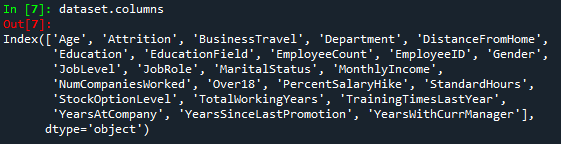 In [7]: dataset.columns
Out[7]:
Index(['Age', 'Attrition', 'BusinessTravel', 'Department', 'DistanceFromHome',
'Education', 'EducationField', 'EmployeeCount', 'EmployeeID', 'Gender',
'JobLevel', 'JobRole', 'MaritalStatus', 'MonthlyIncome',
'NumCompaniesWorked', 'Over18', 'PercentSalaryHike', 'StandardHours',
'StockOptionLevel', 'TotalWorkingYears', 'TrainingTimesLastYear',
'YearsAtCompany', 'YearsSinceLastPromotion', 'YearsWithCurrManager'],
dtype='object')